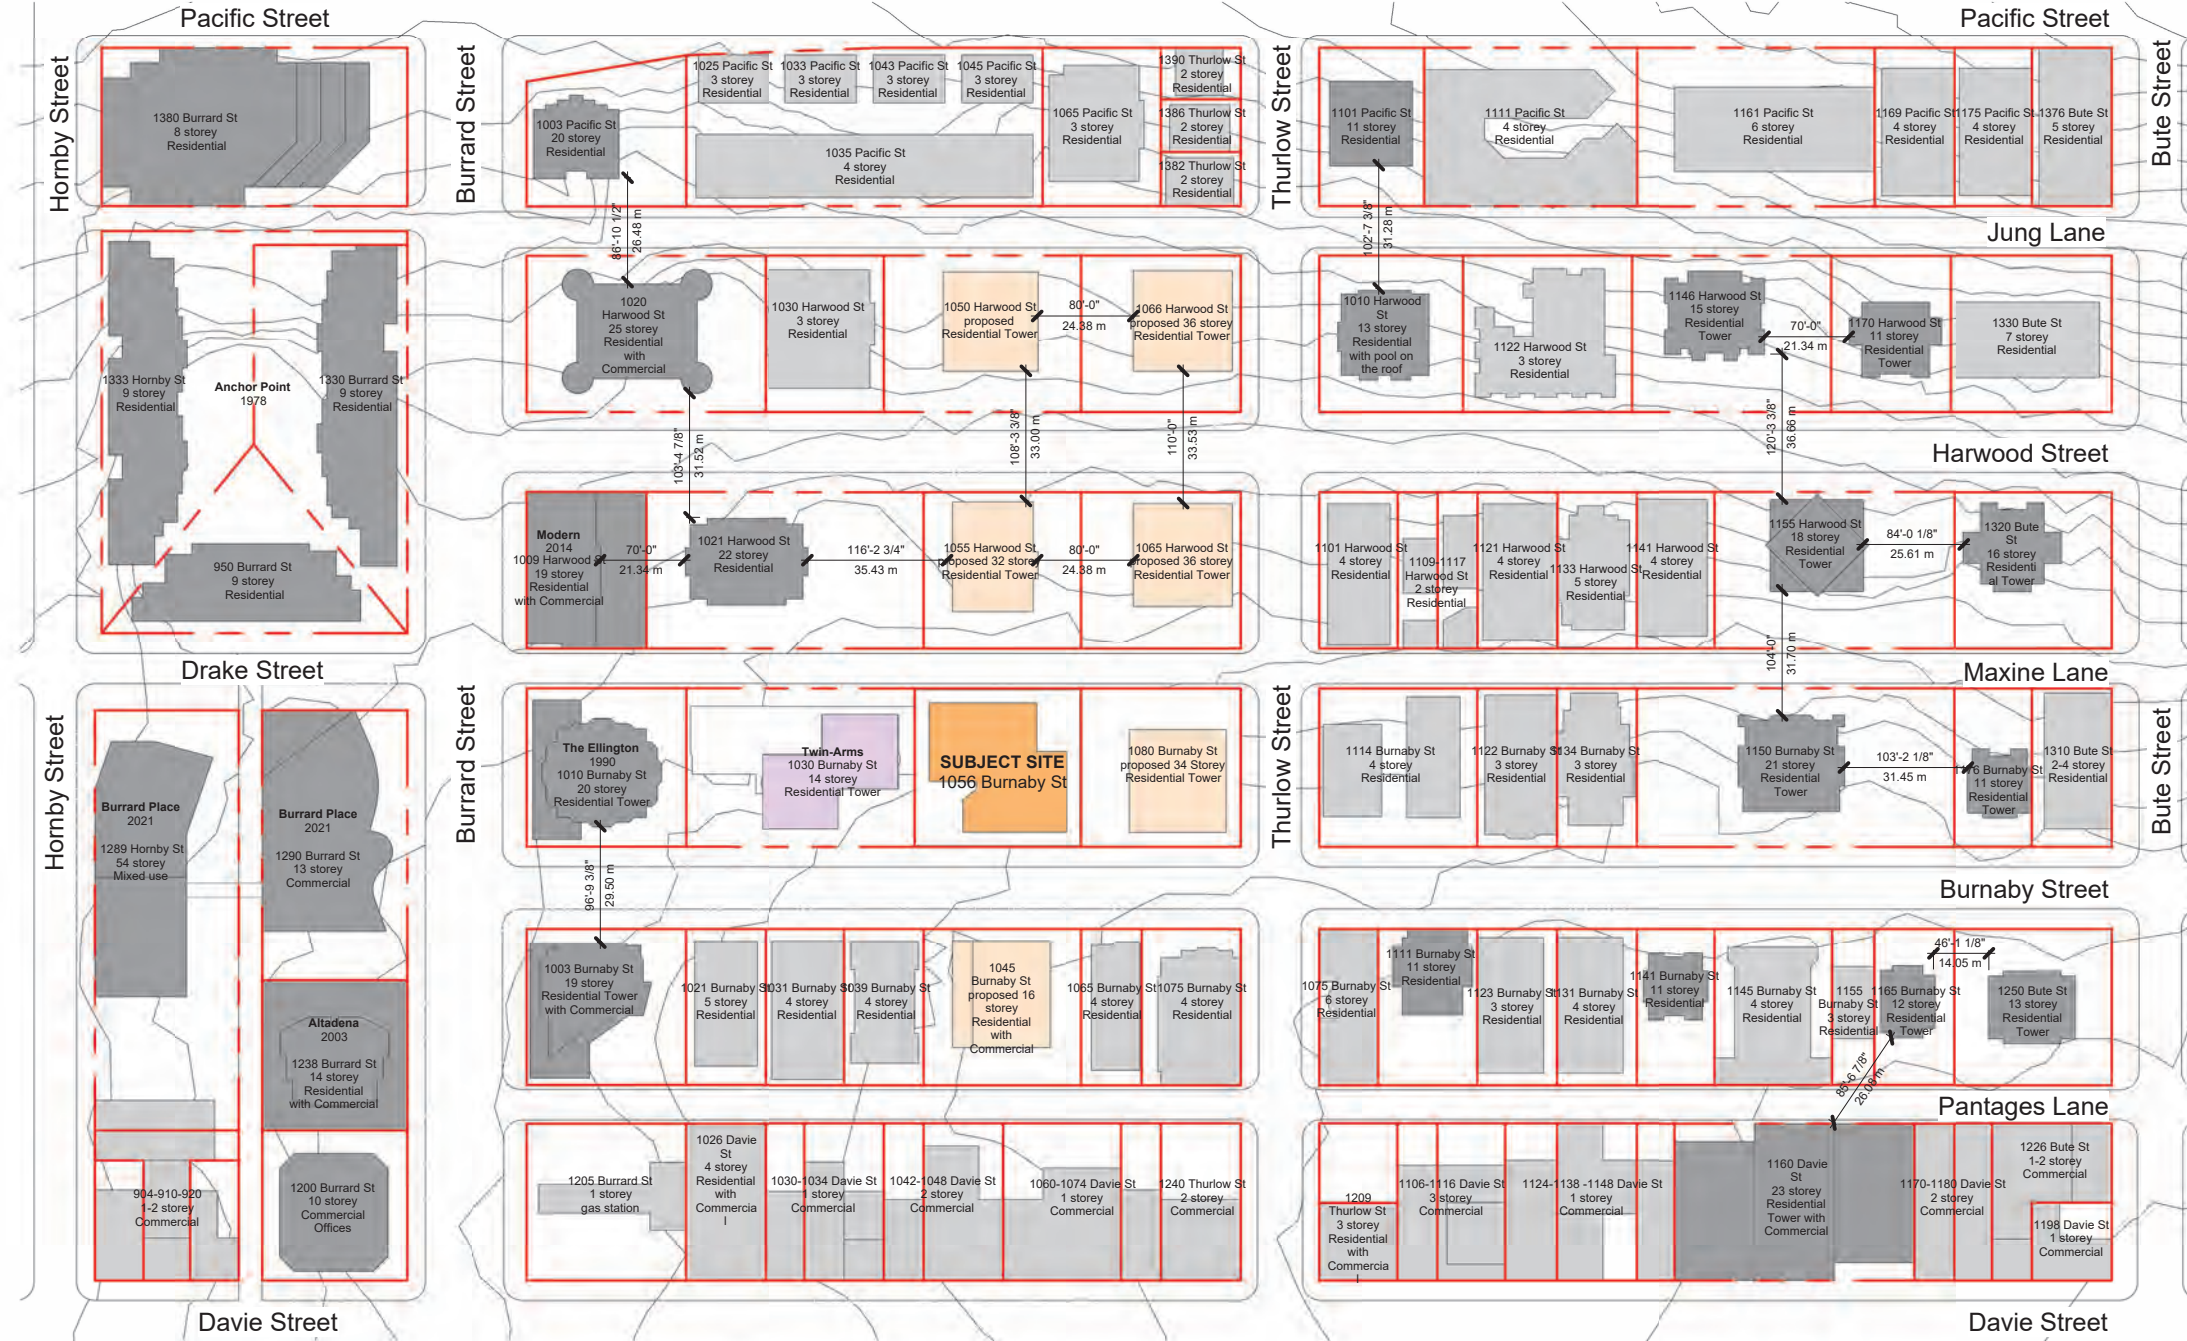 Pacific Street
Pacific Street
Hornby Street
Burrard Street
Thurlow Street
Bute Street
1380 Burrard St
8 storey
Residential
1003 Pacific St
20 storey
Residential
1025 Pacific St
3 storey
Residential
1033 Pacific St
3 storey
Residential
1043 Pacific St
3 storey
Residential
1045 Pacific St
3 storey
Residential
1035 Pacific St
4 storey
Residential
1065 Pacific St
3 storey
Residential
1390 Thurlow St
2 storey
Residential
1386 Thurlow St
2 storey
Residential
1382 Thurlow St
2 storey
Residential
1101 Pacific St
11 storey
Residential
1111 Pacific St
4 storey
Residential
1161 Pacific St
6 storey
Residential
1169 Pacific St
4 storey
Residential
1175 Pacific St
4 storey
Residential
1376 Bute St
5 storey
Residential
86'-10 1/2"
26.48 m
102'-7 3/8"
31.28 m
Jung Lane
1333 Hornby St
9 storey
Residential
Anchor Point
1978
1330 Burrard St
9 storey
Residential
950 Burrard St
9 storey
Residential
1020
Harwood St
25 storey
Residential
with
Commercial
1030 Harwood St
3 storey
Residential
1050 Harwood St
proposed
Residential Tower
80'-0"
24.38 m
1066 Harwood St
proposed 36 storey
Residential Tower
1010 Harwood
St
13 storey
Residential
with pool on
the roof
1122 Harwood St
3 storey
Residential
1146 Harwood St
15 storey
Residential
Tower
70'-0"
21.34 m
1170 Harwood St
11 storey
Residential
Tower
1330 Bute St
7 storey
Residential
103'-4 7/8"
31.52 m
108'-3 3/8"
33.00 m
110'-0"
33.53 m
120'-3 3/8"
36.66 m
Harwood Street
Modern
2014
1009 Harwood St
19 storey
Residential
with Commercial
70'-0"
21.34 m
1021 Harwood St
22 storey
Residential
116'-2 3/4"
35.43 m
1055 Harwood St
proposed 32 storey
Residential Tower
80'-0"
24.38 m
1065 Harwood St
proposed 36 storey
Residential Tower
1101 Harwood St
4 storey
Residential
1109-1117
Harwood St
2 storey
Residential
1121 Harwood St
4 storey
Residential
1133 Harwood St
5 storey
Residential
1141 Harwood St
4 storey
Residential
1155 Harwood St
18 storey
Residential
Tower
84'-0 1/8"
25.61 m
1320 Bute
St
16 storey
Residenti
al Tower
104'-0"
31.70 m
Drake Street
Maxine Lane
Hornby Street
Burrard Street
Thurlow Street
Bute Street
Burrard Place
2021
1289 Hornby St
54 storey
Mixed use
Burrard Place
2021
1290 Burrard St
13 storey
Commercial
The Ellington
1990
1010 Burnaby St
20 storey
Residential Tower
Twin-Arms
1030 Burnaby St
14 storey
Residential Tower
SUBJECT SITE
1056 Burnaby St
1080 Burnaby St
proposed 34 Storey
Residential Tower
1114 Burnaby St
4 storey
Residential
1122 Burnaby St
3 storey
Residential
1134 Burnaby St
3 storey
Residential
1150 Burnaby St
21 storey
Residential
Tower
103'-2 1/8"
31.45 m
1176 Burnaby St
11 storey
Residential
Tower
1310 Bute St
2-4 storey
Residential
96'-9 3/8"
29.50 m
Burnaby Street
Altadena
2003
1238 Burrard St
14 storey
Residential
with Commercial
1003 Burnaby St
19 storey
Residential Tower
with Commercial
1021 Burnaby St
5 storey
Residential
1031 Burnaby St
4 storey
Residential
1039 Burnaby St
4 storey
Residential
1045
Burnaby St
proposed 16
storey
Residential
with
Commercial
1065 Burnaby St
4 storey
Residential
1075 Burnaby St
4 storey
Residential
1075 Burnaby St
6 storey
Residential
1111 Burnaby St
11 storey
Residential
1123 Burnaby St
3 storey
Residential
1131 Burnaby St
4 storey
Residential
1141 Burnaby St
11 storey
Residential
1145 Burnaby St
4 storey
Residential
1155
Burnaby St
3 storey
Residential
1165 Burnaby St
12 storey
Residential
Tower
46'-1 1/8"
14.05 m
1250 Bute St
13 storey
Residential
Tower
85'-6 7/8"
Pantages Lane
904-910-920
1-2 storey
Commercial
1200 Burrard St
10 storey
Commercial
Offices
1205 Burrard St
1 storey
gas station
1026 Davie
St
4 storey
Residential
with
Commercia
l
1030-1034 Davie St
1 storey
Commercial
1042-1048 Davie St
2 storey
Commercial
1060-1074 Davie St
1 storey
Commercial
1240 Thurlow St
2 storey
Commercial
1209
Thurlow St
3 storey
Residential
with
Commercia
l
1106-1116 Davie St
3 storey
Commercial
1124-1138 -1148 Davie St
1 storey
Commercial
1160 Davie
St
23 storey
Residential
Tower with
Commercial
1170-1180 Davie St
2 storey
Commercial
1226 Bute St
1-2 storey
Commercial
1198 Davie St
1 storey
Commercial
Davie Street
Davie Street